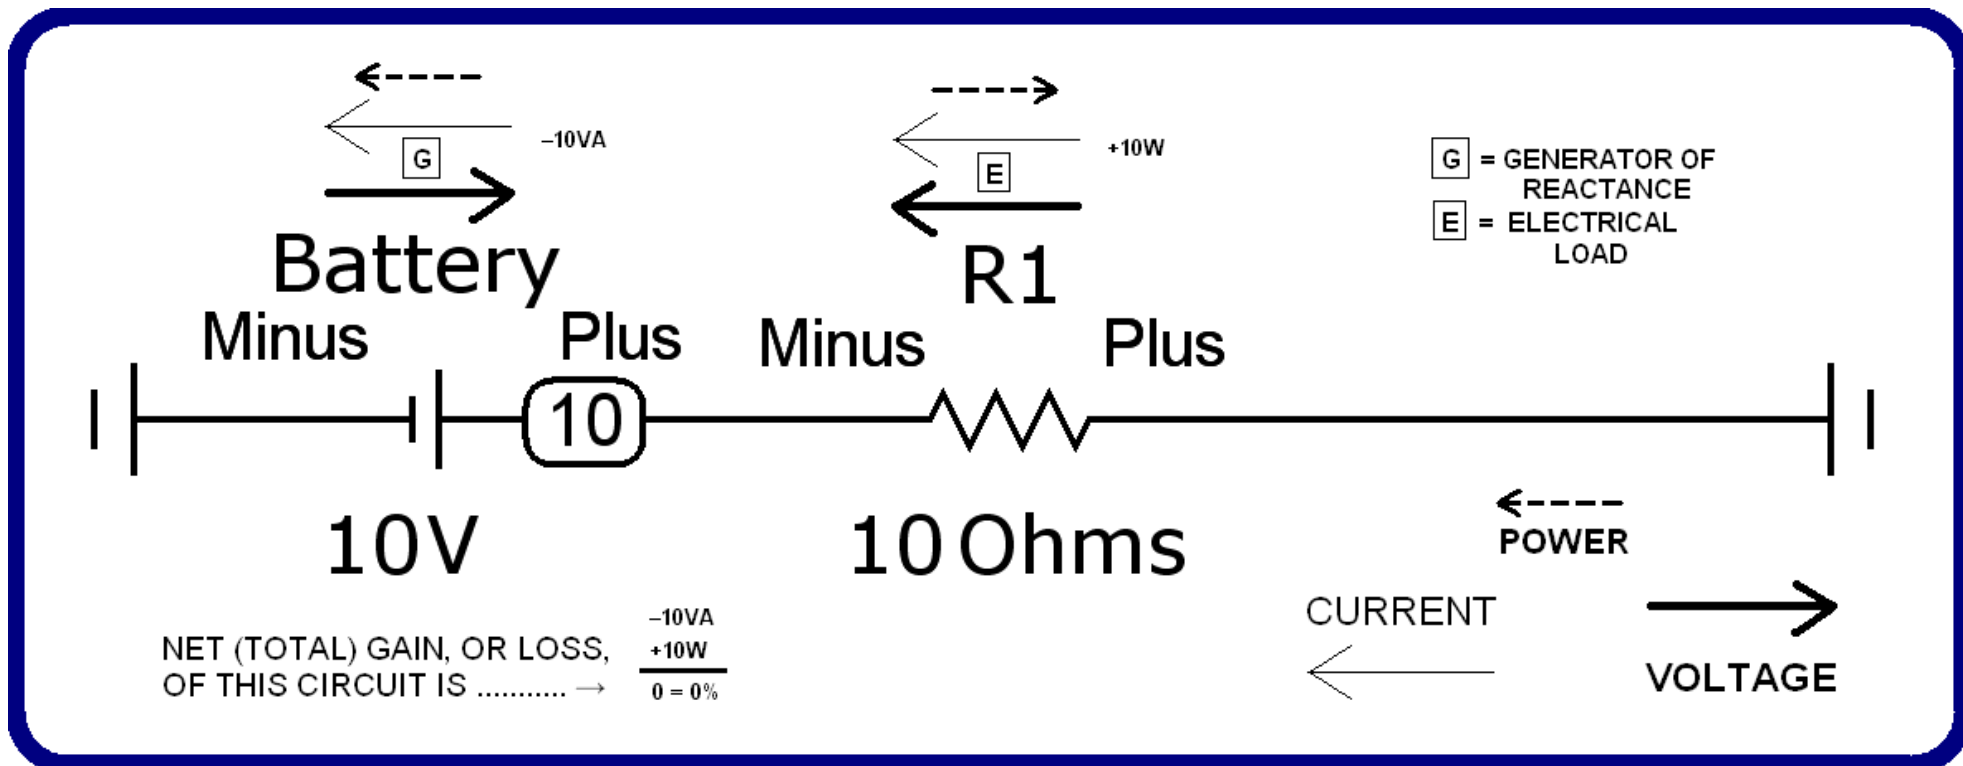 –10VA
G
+10W
E
G = GENERATOR OF
REACTANCE
E = ELECTRICAL
LOAD
Battery
R1
Minus
Plus
Minus
Plus
10
10V
10 Ohms
POWER
CURRENT
VOLTAGE
NET (TOTAL) GAIN, OR LOSS,
OF THIS CIRCUIT IS ........... →
–10VA
+10W
0 = 0%